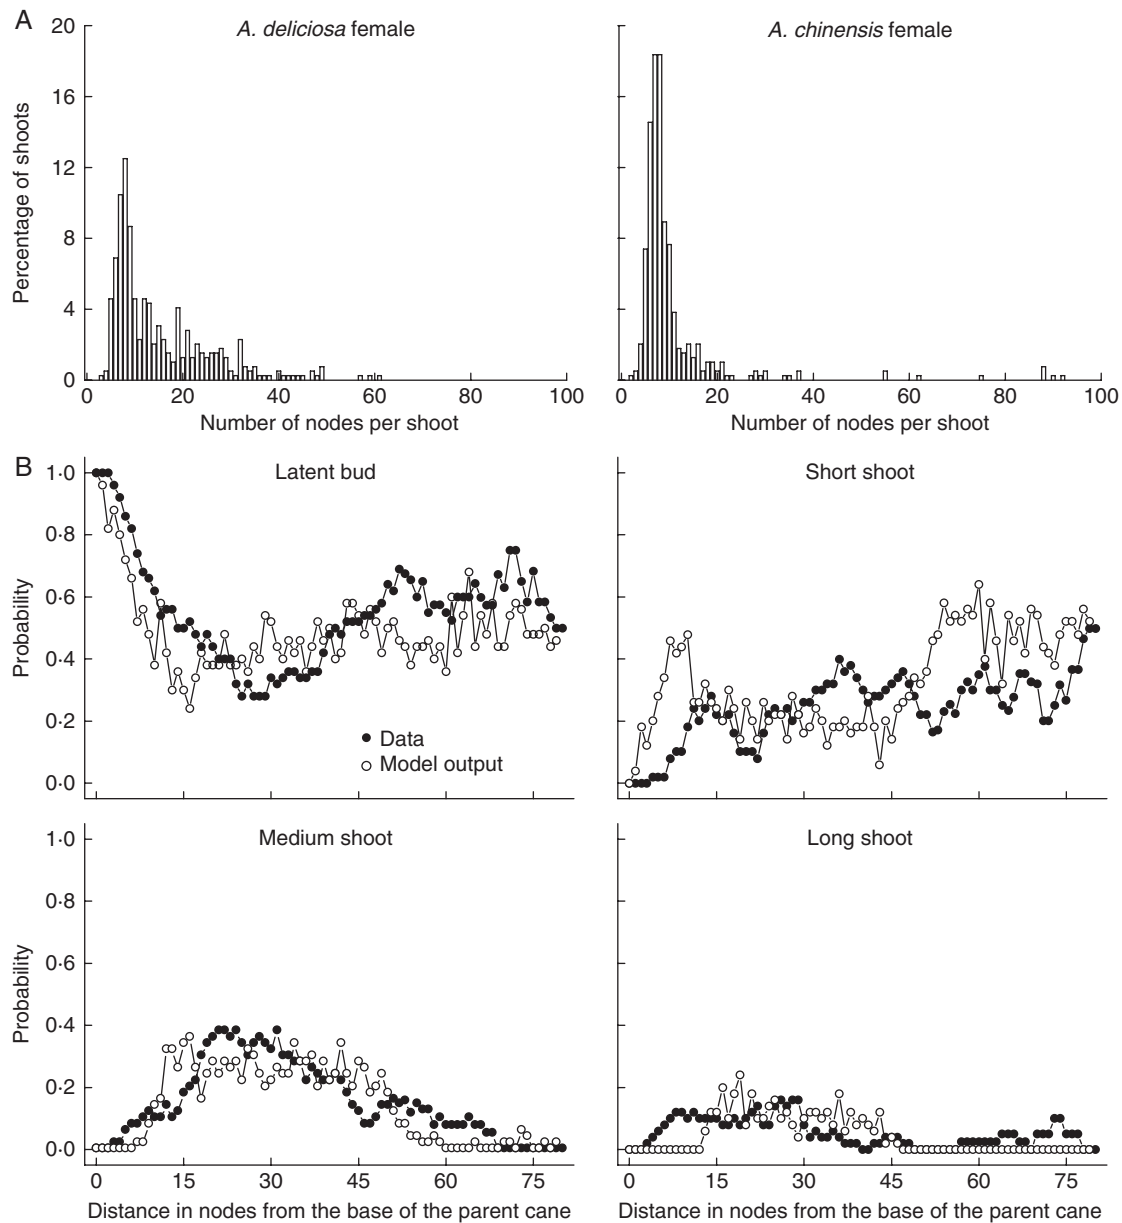 A
A. deliciosa female
A. chinensis female
Percentage of shoots
20
16
12
8
4
0
0 20 40 60 80 100
0 20 40 60 80 100
Number of nodes per shoot
Number of nodes per shoot
B
Latent bud
Short shoot
Probability
1·0
0·8
0·6
0·4
0·2
0·0
Data
Model output
Medium shoot
Long shoot
Probability
1·0
0·8
0·6
0·4
0·2
0·0
0 15 30 45 60 75
0 15 30 45 60 75
Distance in nodes from the base of the parent cane
Distance in nodes from the base of the parent cane